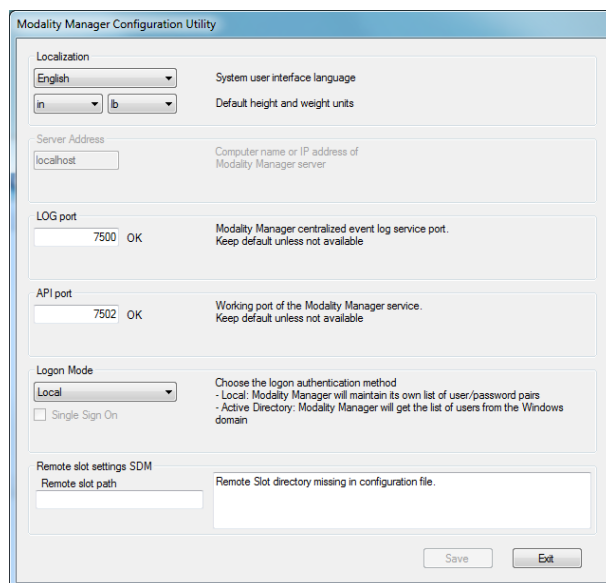 Modality Manager Configuration Utility
Localization
English
System user interface language
in
lb
Default height and weight units
Server Address
localhost
Computer name or IP address of
Modality Manager server
LOG port
7500
OK
Modality Manager centralized event log service port.
Keep default unless not available
API port
7502
OK
Working port of the Modality Manager service.
Keep default unless not available
Logon Mode
Local
Single Sign On
Choose the logon authentication method
- Local: Modality Manager will maintain its own list of user/password pairs
- Active Directory: Modality Manager will get the list of users from the Windows
domain
Remote slot settings SDM
Remote slot path
Remote Slot directory missing in configuration file.
Save
Exit